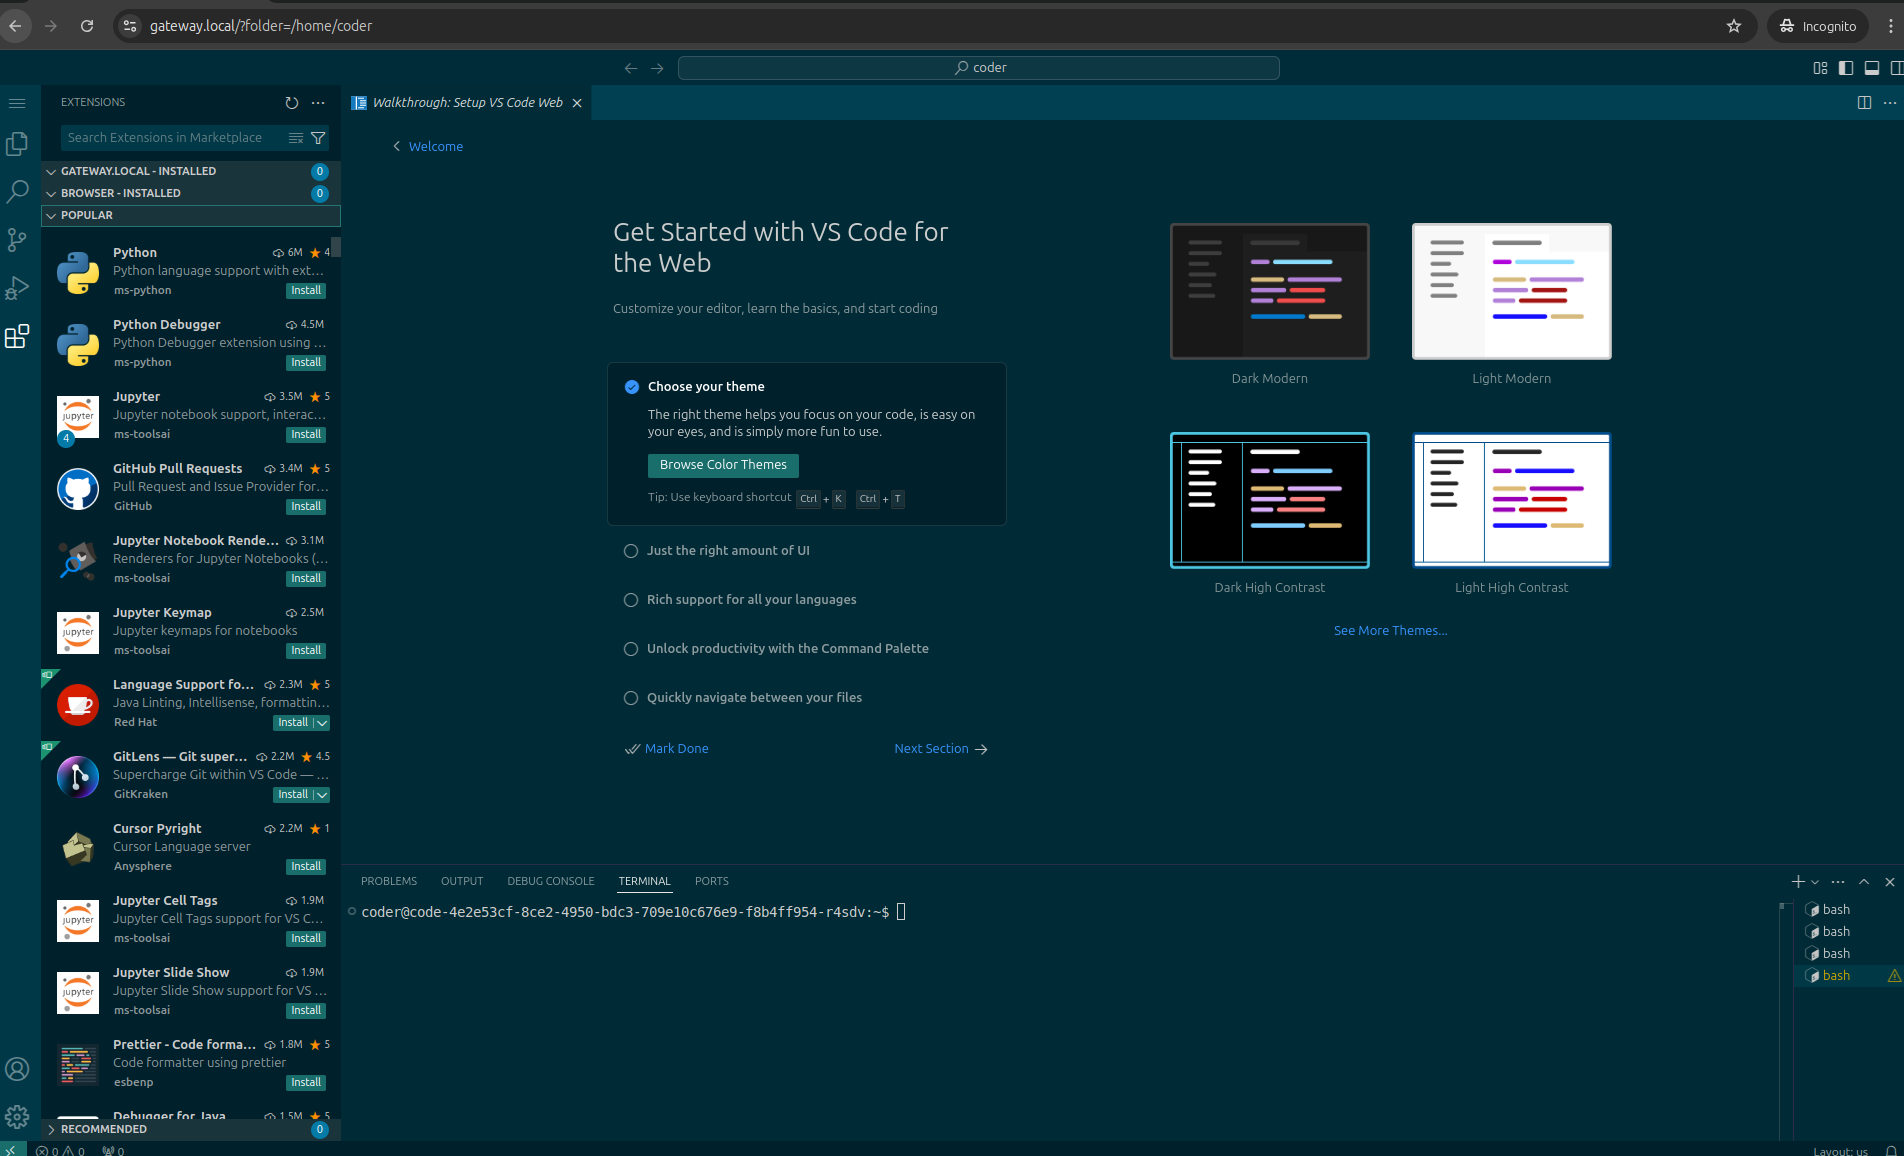 gateway.local/?folder=/home/coder
Incognito
coder
EXTENSIONS
Search Extensions in Marketplace
GATEWAY.LOCAL - INSTALLED 0
BROWSER - INSTALLED 0
POPULAR
Python 6M 4
Python language support with ext...
ms-python Install
Python Debugger 4.5M
Python Debugger extension using ...
ms-python Install
Jupyter 3.5M 5
Jupyter notebook support, interac...
jupyter
4
ms-toolsai Install
GitHub Pull Requests 3.4M 5
Pull Request and Issue Provider for...
GitHub Install
Jupyter Notebook Rende... 3.1M
Renderers for Jupyter Notebooks (...
ms-toolsai Install
Jupyter Keymap 2.5M
Jupyter keymaps for notebooks
jupyter
ms-toolsai Install
Language Support fo... 2.3M 5
Java Linting, Intellisense, formattin...
Red Hat Install
GitLens — Git super... 2.2M 4.5
Supercharge Git within VS Code — ...
GitKraken Install
Cursor Pyright 2.2M 1
Cursor Language server
Anysphere Install
Jupyter Cell Tags 1.9M
Jupyter Cell Tags support for VS C...
jupyter
ms-toolsai Install
Jupyter Slide Show 1.9M
Jupyter Slide Show support for VS ...
jupyter
ms-toolsai Install
Prettier - Code forma... 1.8M 5
Code formatter using prettier
esbenp Install
Debugger for Java 1.5M 5
RECOMMENDED 0
0 0 0
Walkthrough: Setup VS Code Web
Welcome
Get Started with VS Code for
the Web
Customize your editor, learn the basics, and start coding
Choose your theme
The right theme helps you focus on your code, is easy on
your eyes, and is simply more fun to use.
Browse Color Themes
Tip: Use keyboard shortcut Ctrl + K Ctrl + T
Just the right amount of UI
Rich support for all your languages
Unlock productivity with the Command Palette
Quickly navigate between your files
Mark Done Next Section
Dark Modern
Light Modern
Dark High Contrast
Light High Contrast
See More Themes...
PROBLEMS OUTPUT DEBUG CONSOLE TERMINAL PORTS
coder@code-4e2e53cf-8ce2-4950-bdc3-709e10c676e9-f8b4ff954-r4sdv:~$
bash
bash
bash
bash
Layout: us